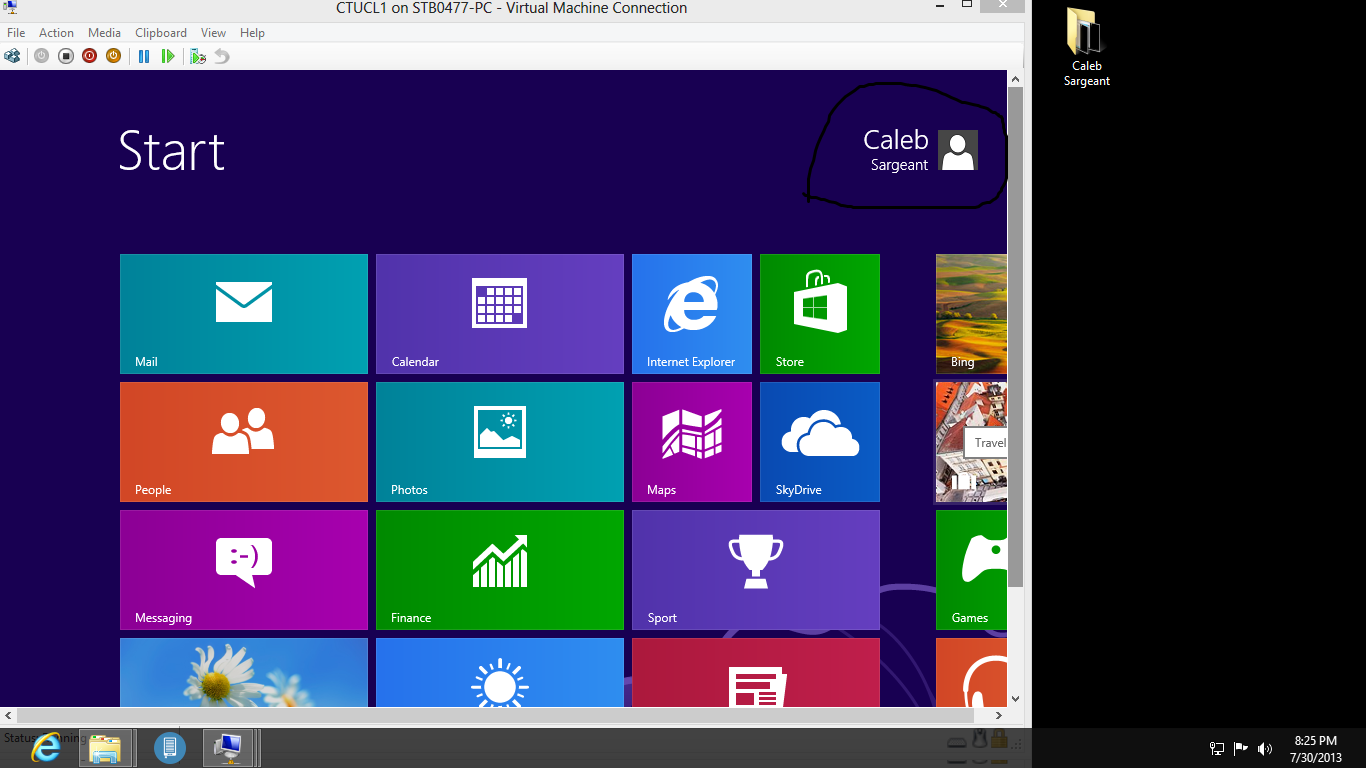 CTUCL1 on STB0477-PC - Virtual Machine Connection
File Action Media Clipboard View Help
Caleb
Sargeant
Start
Caleb
Sargeant
Mail
Calendar
Internet Explorer
Store
Bing
People
Photos
Maps
SkyDrive
Travel
:-)
Messaging
Finance
Sport
Games
8:25 PM
7/30/2013